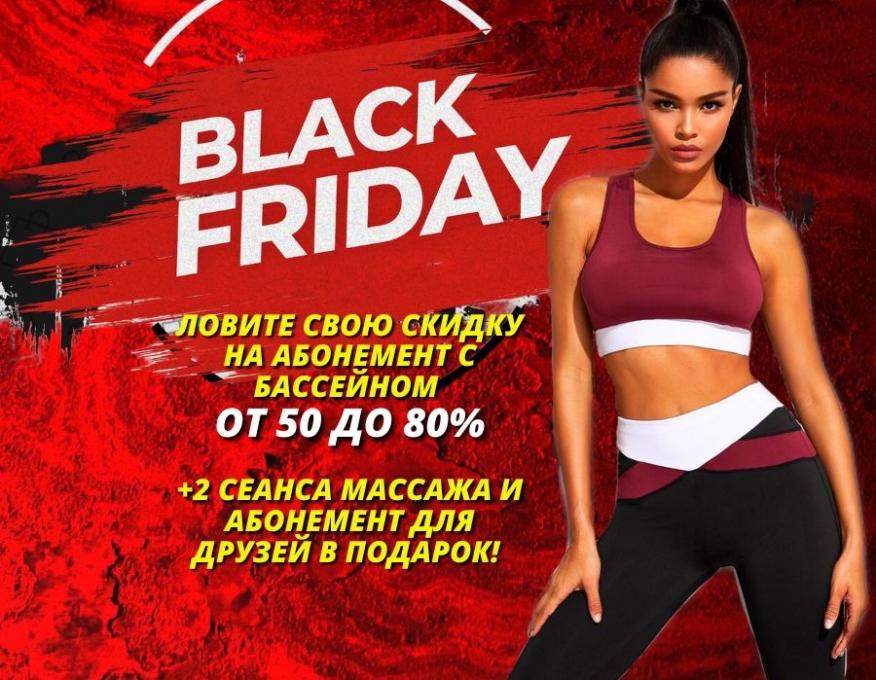 BLACK
FRIDAY
ЛОВИТЕ СВОЮ СКИДКУ
НА АБОНЕМЕНТ С
БАССЕЙНОМ
ОТ 50 ДО 80%
+2 СЕАНСА МАССАЖА И
АБОНЕМЕНТ ДЛЯ
ДРУЗЕЙ В ПОДАРОК!